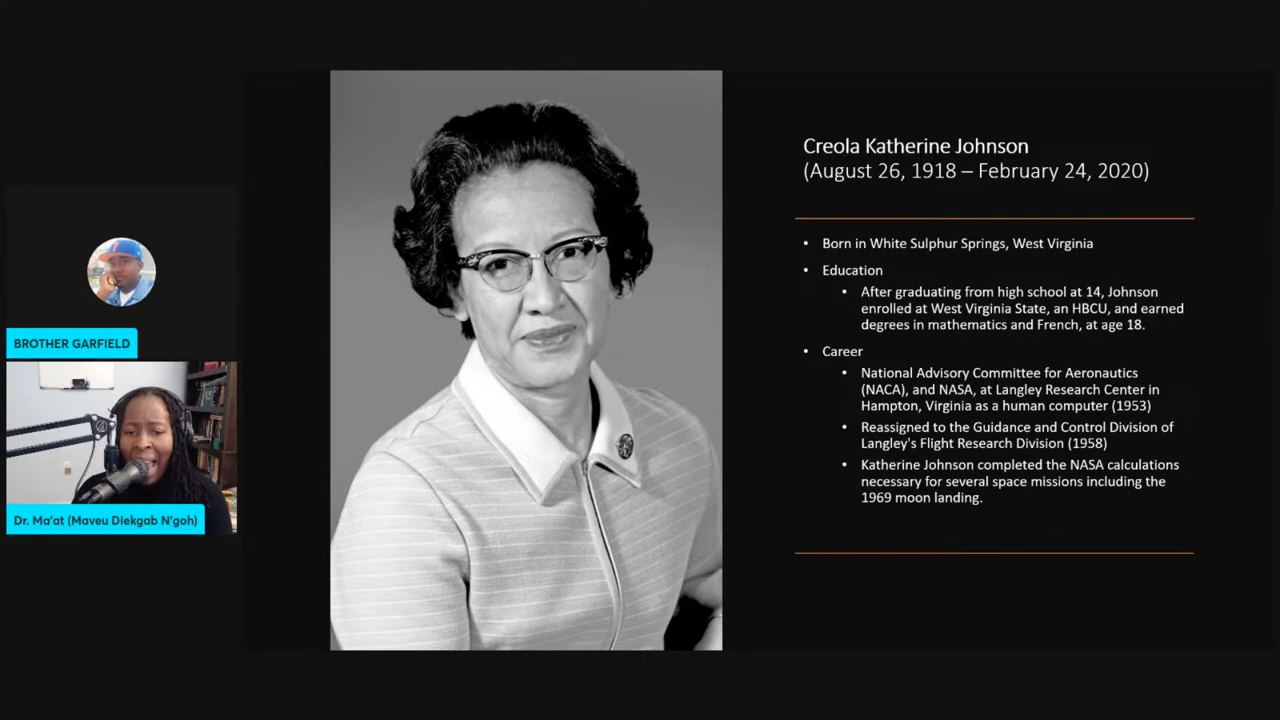 Creola Katherine Johnson
(August 26, 1918 – February 24, 2020)
• Born in White Sulphur Springs, West Virginia
• Education
• After graduating from high school at 14, Johnson
enrolled at West Virginia State, an HBCU, and earned
degrees in mathematics and French, at age 18.
• Career
• National Advisory Committee for Aeronautics
(NACA), and NASA, at Langley Research Center in
Hampton, Virginia as a human computer (1953)
• Reassigned to the Guidance and Control Division of
Langley's Flight Research Division (1958)
• Katherine Johnson completed the NASA calculations
necessary for several space missions including the
1969 moon landing.
BROTHER GARFIELD
Dr. Ma'at (Maveu Diekgab N'goh)